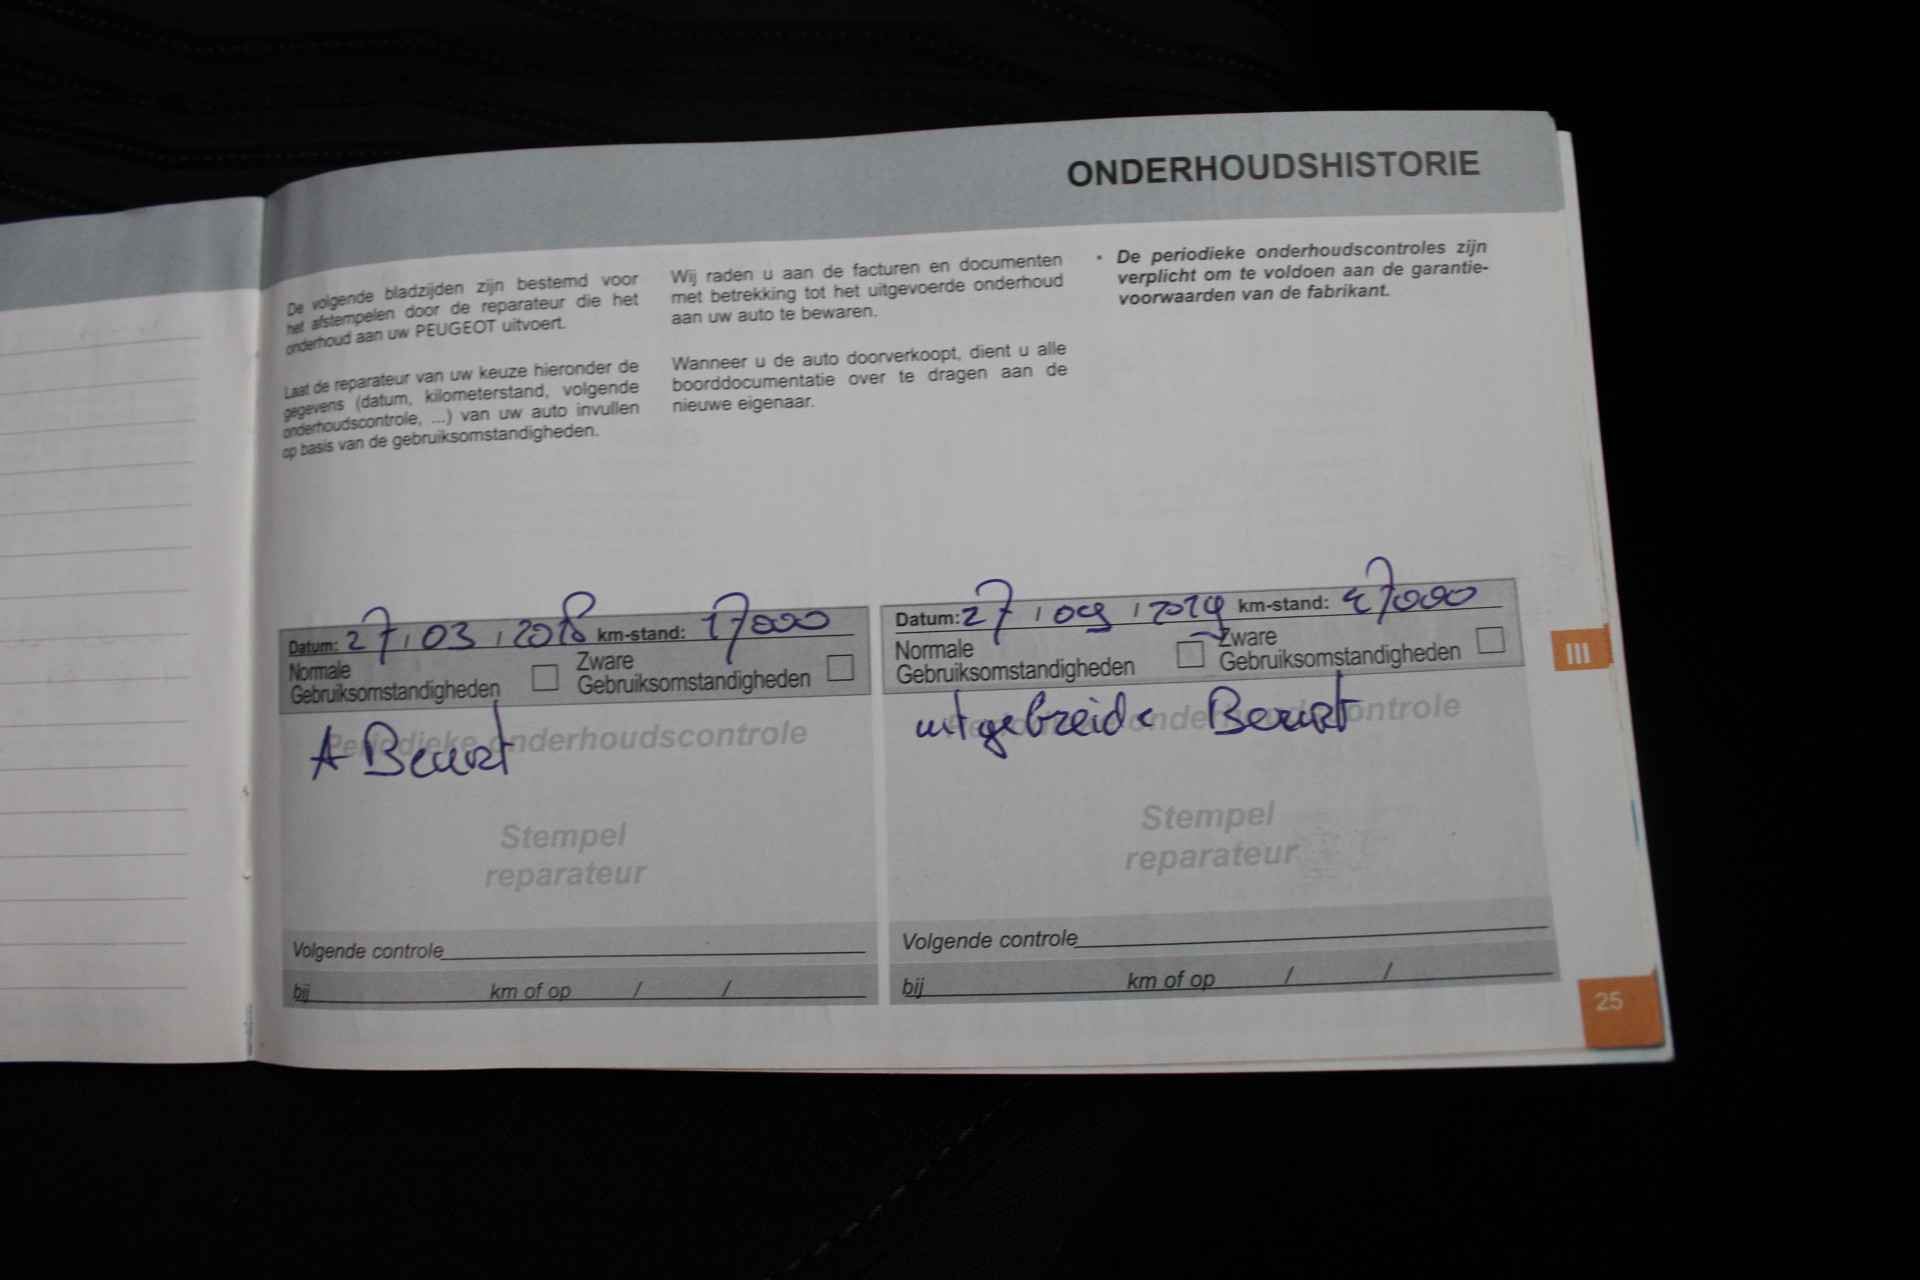 ONDERHOUDSHISTORIE
De volgende bladzijden zijn bestemd voor
het afstempelen door de reparateur die het
onderhoud aan uw PEUGEOT uitvoert.
Laat de reparateur van uw keuze hieronder de
gegevens (datum, kilometerstand, volgende
onderhoudscontrole, ...) van uw auto invullen
op basis van de gebruiksomstandigheden.
Wij raden u aan de facturen en documenten
met betrekking tot het uitgevoerde onderhoud
aan uw auto te bewaren.
Wanneer u de auto doorverkoopt, dient u alle
boorddocumentatie over te dragen aan de
nieuwe eigenaar.
• De periodieke onderhoudscontroles zijn
verplicht om te voldoen aan de garantie-
voorwaarden van de fabrikant.
Datum: 27 / 03 / 2018 km-stand: 17000
Normale
Gebruiksomstandigheden
Zware
Gebruiksomstandigheden
Periodieke onderhoudscontrole
A Beurt
Stempel
reparateur
Volgende controle
bij km of op / /
Datum: 27 / 09 / 2019 km-stand: 27000
Normale
Gebruiksomstandigheden
Zware
Gebruiksomstandigheden
Periodieke onderhoudscontrole
uitgebreide Beurt
Stempel
reparateur
Volgende controle
bij km of op / /
III
25